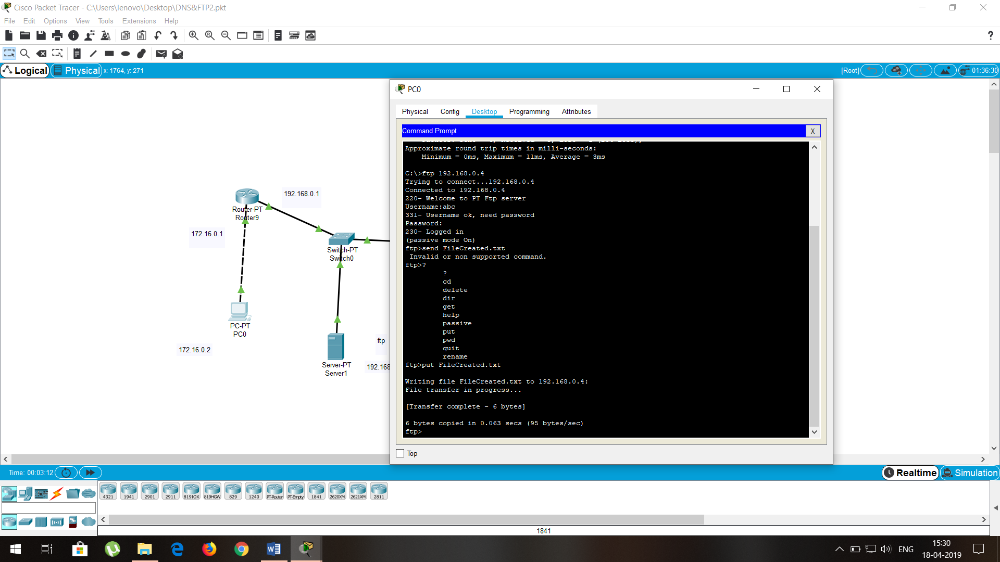 Cisco Packet Tracer - C:\Users\lenovo\Desktop\DNS&FTP2.pkt
File Edit Options View Tools Extensions Help
?
Logical Physical x: 1764, y: 271
[Root] 01:36:30
192.168.0.1
Router-PT
Router9
172.16.0.1
Switch-PT
Switch0
PC-PT
PC0
172.16.0.2
ftp
Server-PT
Server1
192.168
PC0
Physical Config Desktop Programming Attributes
Command Prompt
X
Approximate round trip times in milli-seconds:
Minimum = 0ms, Maximum = 11ms, Average = 3ms
C:\>ftp 192.168.0.4
Trying to connect...192.168.0.4
Connected to 192.168.0.4
220- Welcome to PT Ftp server
Username:abc
331- Username ok, need password
Password:
230- Logged in
(passive mode On)
ftp>send FileCreated.txt
Invalid or non supported command.
ftp>?
?
cd
delete
dir
get
help
passive
put
pwd
quit
rename
ftp>put FileCreated.txt
Writing file FileCreated.txt to 192.168.0.4:
File transfer in progress...
[Transfer complete - 6 bytes]
6 bytes copied in 0.063 secs (95 bytes/sec)
ftp>
Top
Time: 00:03:12
Realtime Simulation
4321 1941 2901 2911 819IOX 819HGW 829 1240 PT-Router PT-Empty 1841 2620XM 2621XM 2811
1841
ENG
15:30
18-04-2019